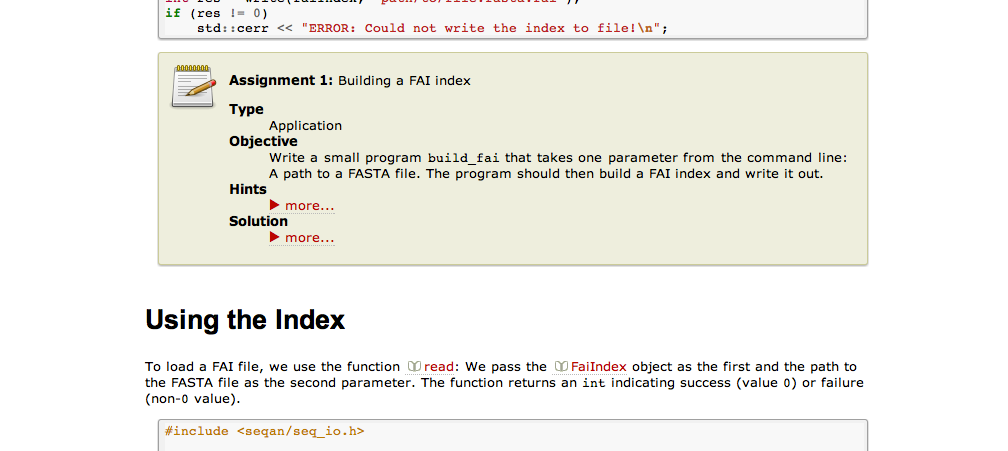 if (res != 0)
std::cerr << "ERROR: Could not write the index to file!\n";
Assignment 1: Building a FAI index
Type
Application
Objective
Write a small program build_fai that takes one parameter from the command line:
A path to a FASTA file. The program should then build a FAI index and write it out.
Hints
▶ more...
Solution
▶ more...
Using the Index
To load a FAI file, we use the function read: We pass the FaiIndex object as the first and the path to
the FASTA file as the second parameter. The function returns an int indicating success (value 0) or failure
(non-0 value).
#include <seqan/seq_io.h>